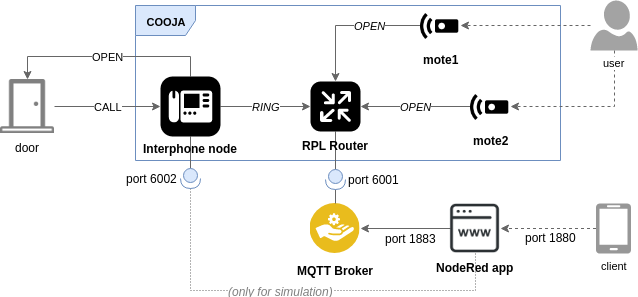 COOJA
OPEN
mote1
user
OPEN
CALL
RING
OPEN
mote2
door
Interphone node
RPL Router
port 6002
port 6001
WWW
port 1883
port 1880
MQTT Broker
NodeRed app
client
(only for simulation)